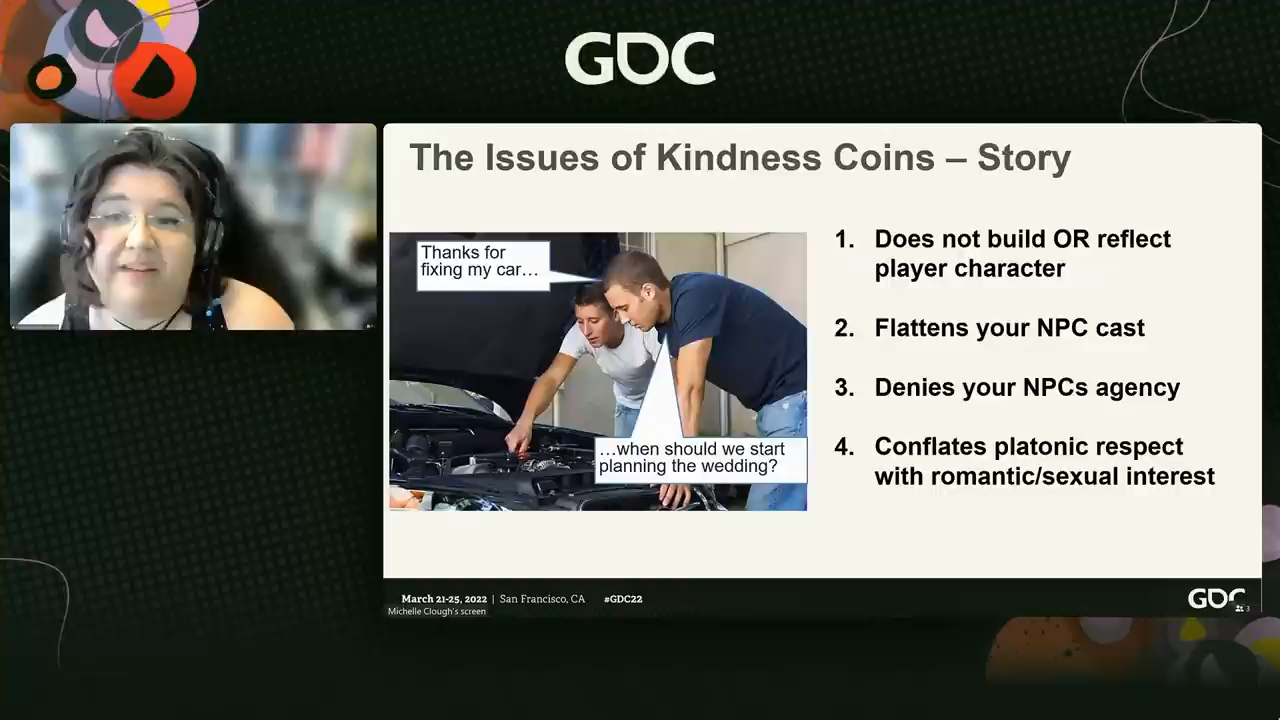 GDC
The Issues of Kindness Coins – Story
Thanks for
fixing my car…
…when should we start
planning the wedding?
1. Does not build OR reflect
player character
2. Flattens your NPC cast
3. Denies your NPCs agency
4. Conflates platonic respect
with romantic/sexual interest
March 21-25, 2022 | San Francisco, CA #GDC22
GDC
Michelle Clough's screen
3